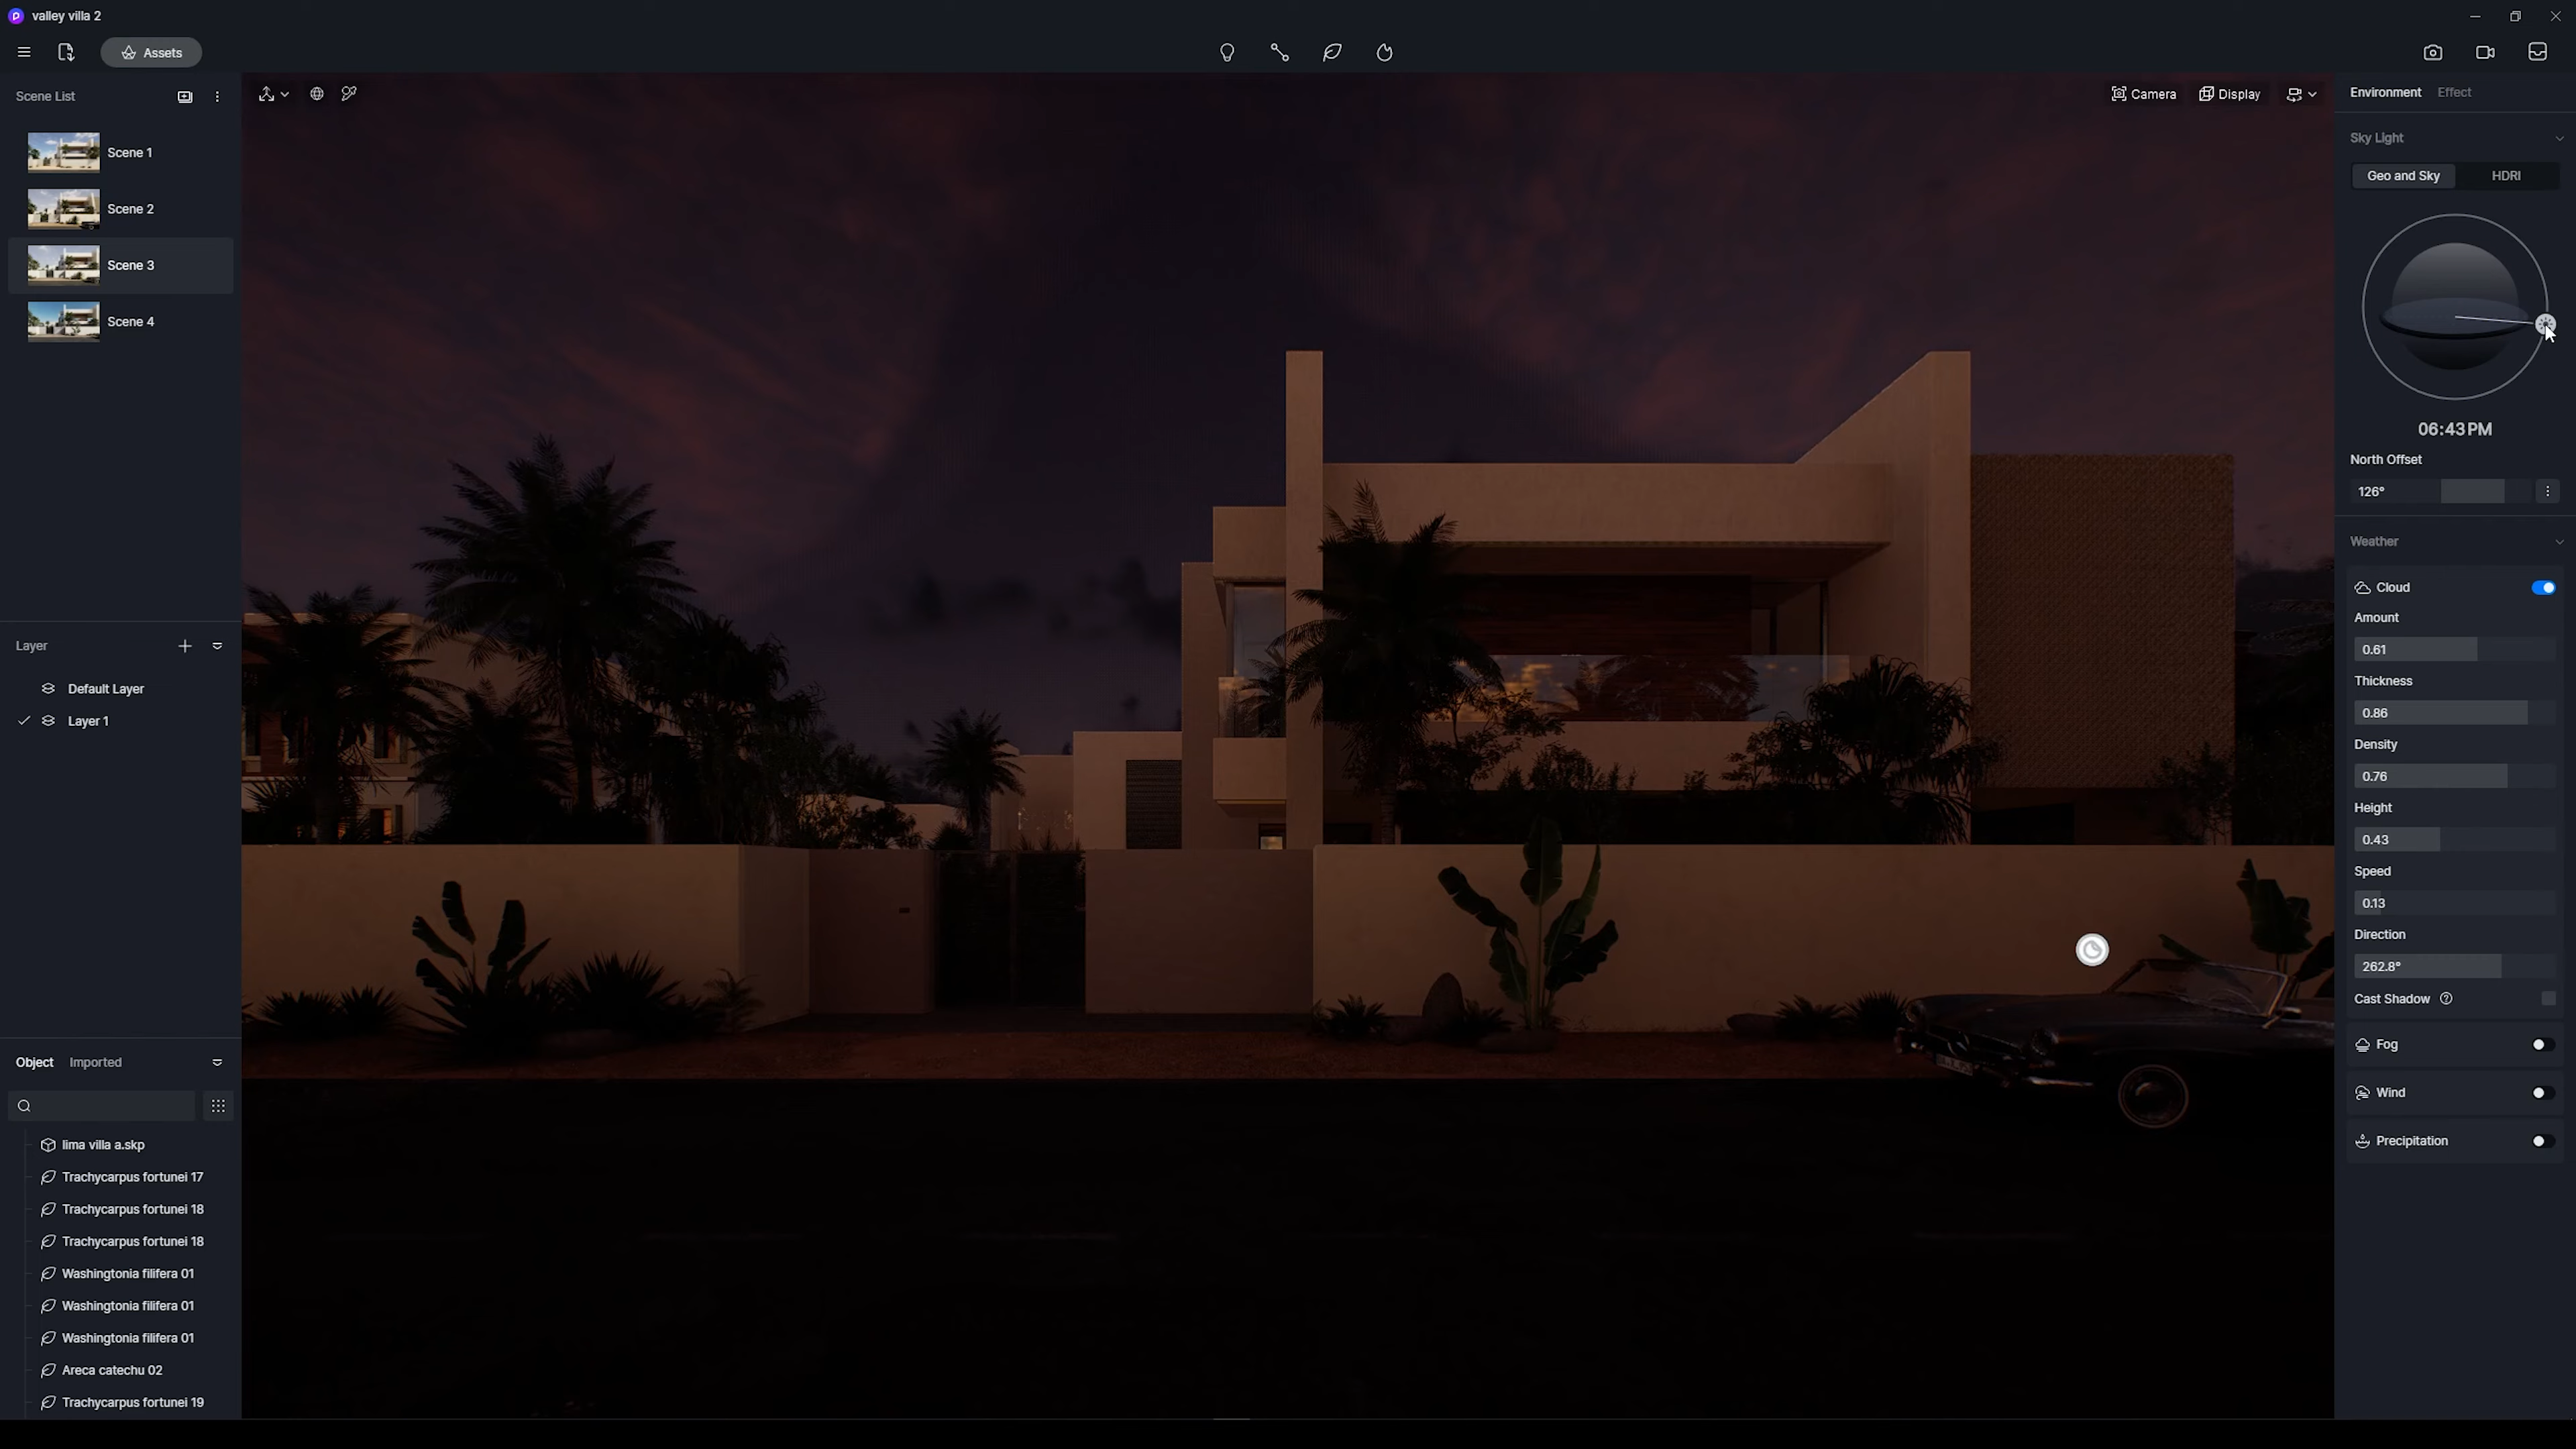 valley villa 2
Assets
Scene List
Scene 1
Scene 2
Scene 3
Scene 4
Layer
Default Layer
Layer 1
Object Imported
lima villa a.skp
Trachycarpus fortunei 17
Trachycarpus fortunei 18
Trachycarpus fortunei 18
Washingtonia filifera 01
Washingtonia filifera 01
Washingtonia filifera 01
Areca catechu 02
Trachycarpus fortunei 19
Camera Display
Environment Effect
Sky Light
Geo and Sky HDRI
06:43PM
North Offset
126°
Weather
Cloud
Amount
0.61
Thickness
0.86
Density
0.76
Height
0.43
Speed
0.13
Direction
262.8°
Cast Shadow
Fog
Wind
Precipitation